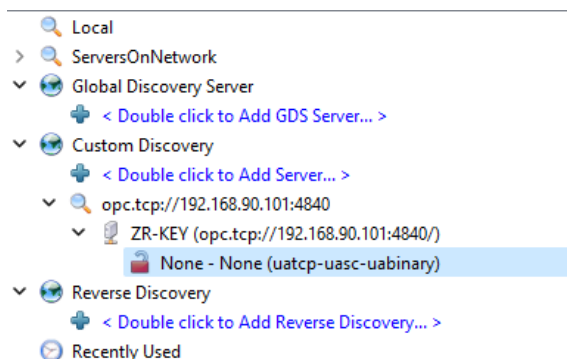 Local
ServersOnNetwork
Global Discovery Server
< Double click to Add GDS Server... >
Custom Discovery
< Double click to Add Server... >
opc.tcp://192.168.90.101:4840
ZR-KEY (opc.tcp://192.168.90.101:4840/)
None - None (uatcp-uasc-uabinary)
Reverse Discovery
< Double click to Add Reverse Discovery... >
Recently Used